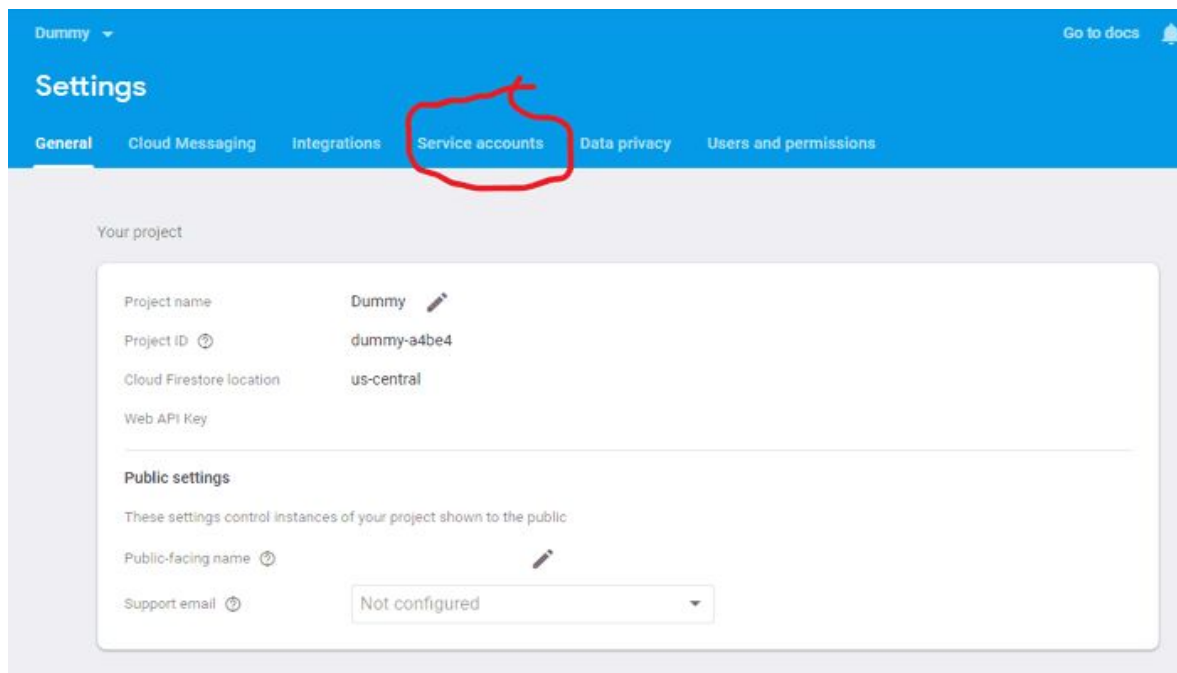 Dummy Go to docs
Settings
General Cloud Messaging Integrations Service accounts Data privacy Users and permissions
Your project
Project name Dummy
Project ID dummy-a4be4
Cloud Firestore location us-central
Web API Key
Public settings
These settings control instances of your project shown to the public
Public-facing name
Support email Not configured